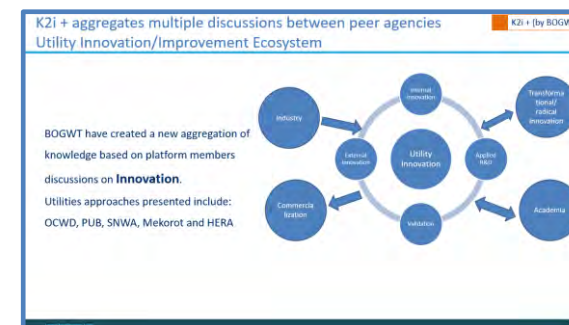 K2i + aggregates multiple discussions between peer agencies
Utility Innovation/Improvement Ecosystem
K2i + (by BOGW
BOGWT have created a new aggregation of
knowledge based on platform members
discussions on Innovation.
Utilities approaches presented include:
OCWD, PUB, SNWA, Mekorot and HERA
Internal
innovation
Industry
Transforma
tional/
radical
innovation
External
innovation
Utility
Innovation
Applied
R&D
Commercia
lization
Validation
Academia